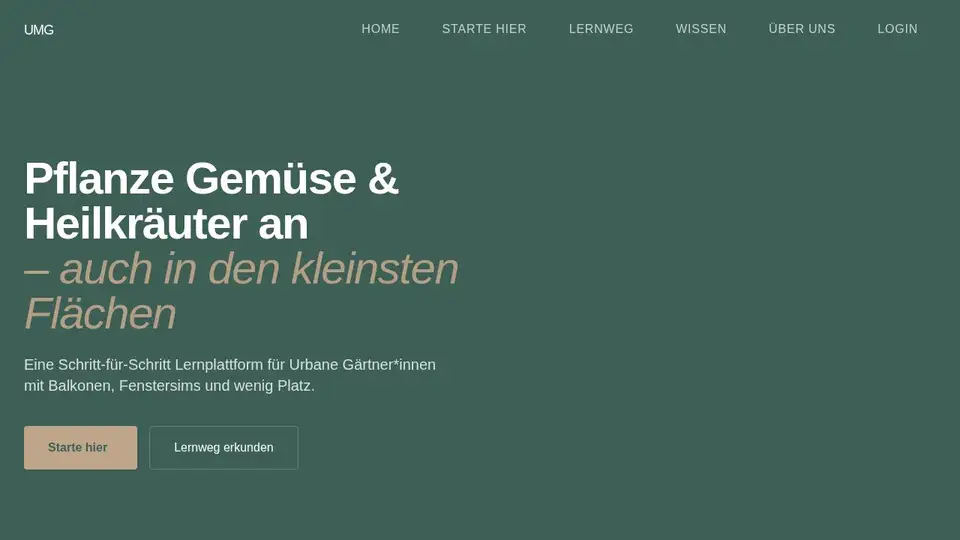 UMG
HOME
STARTE HIER
LERNWEG
WISSEN
ÜBER UNS
LOGIN
Pflanze Gemüse &
Heilkräuter an
– auch in den kleinsten
Flächen
Eine Schritt-für-Schritt Lernplattform für Urbane Gärtner*innen
mit Balkonen, Fenstersims und wenig Platz.
Starte hier
Lernweg erkunden